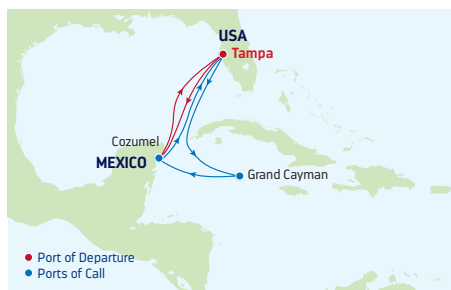 USA
Tampa
Cozumel
MEXICO
Grand Cayman
Port of Departure
Ports of Call